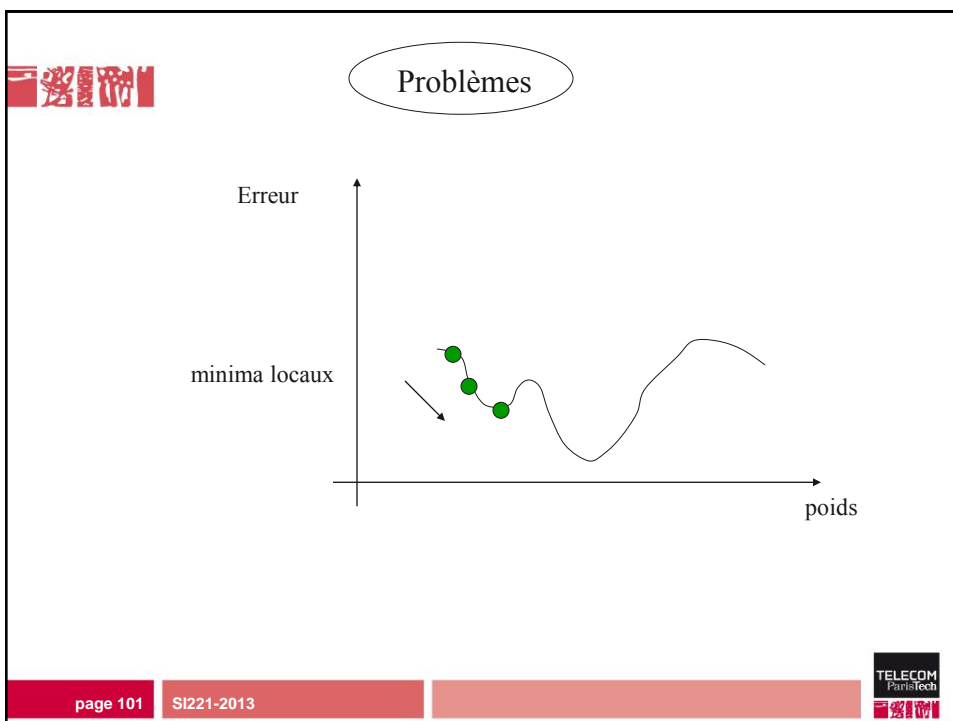 Problèmes
Erreur
minima locaux
poids
page 101
SI221-2013
TELECOM
ParisTech